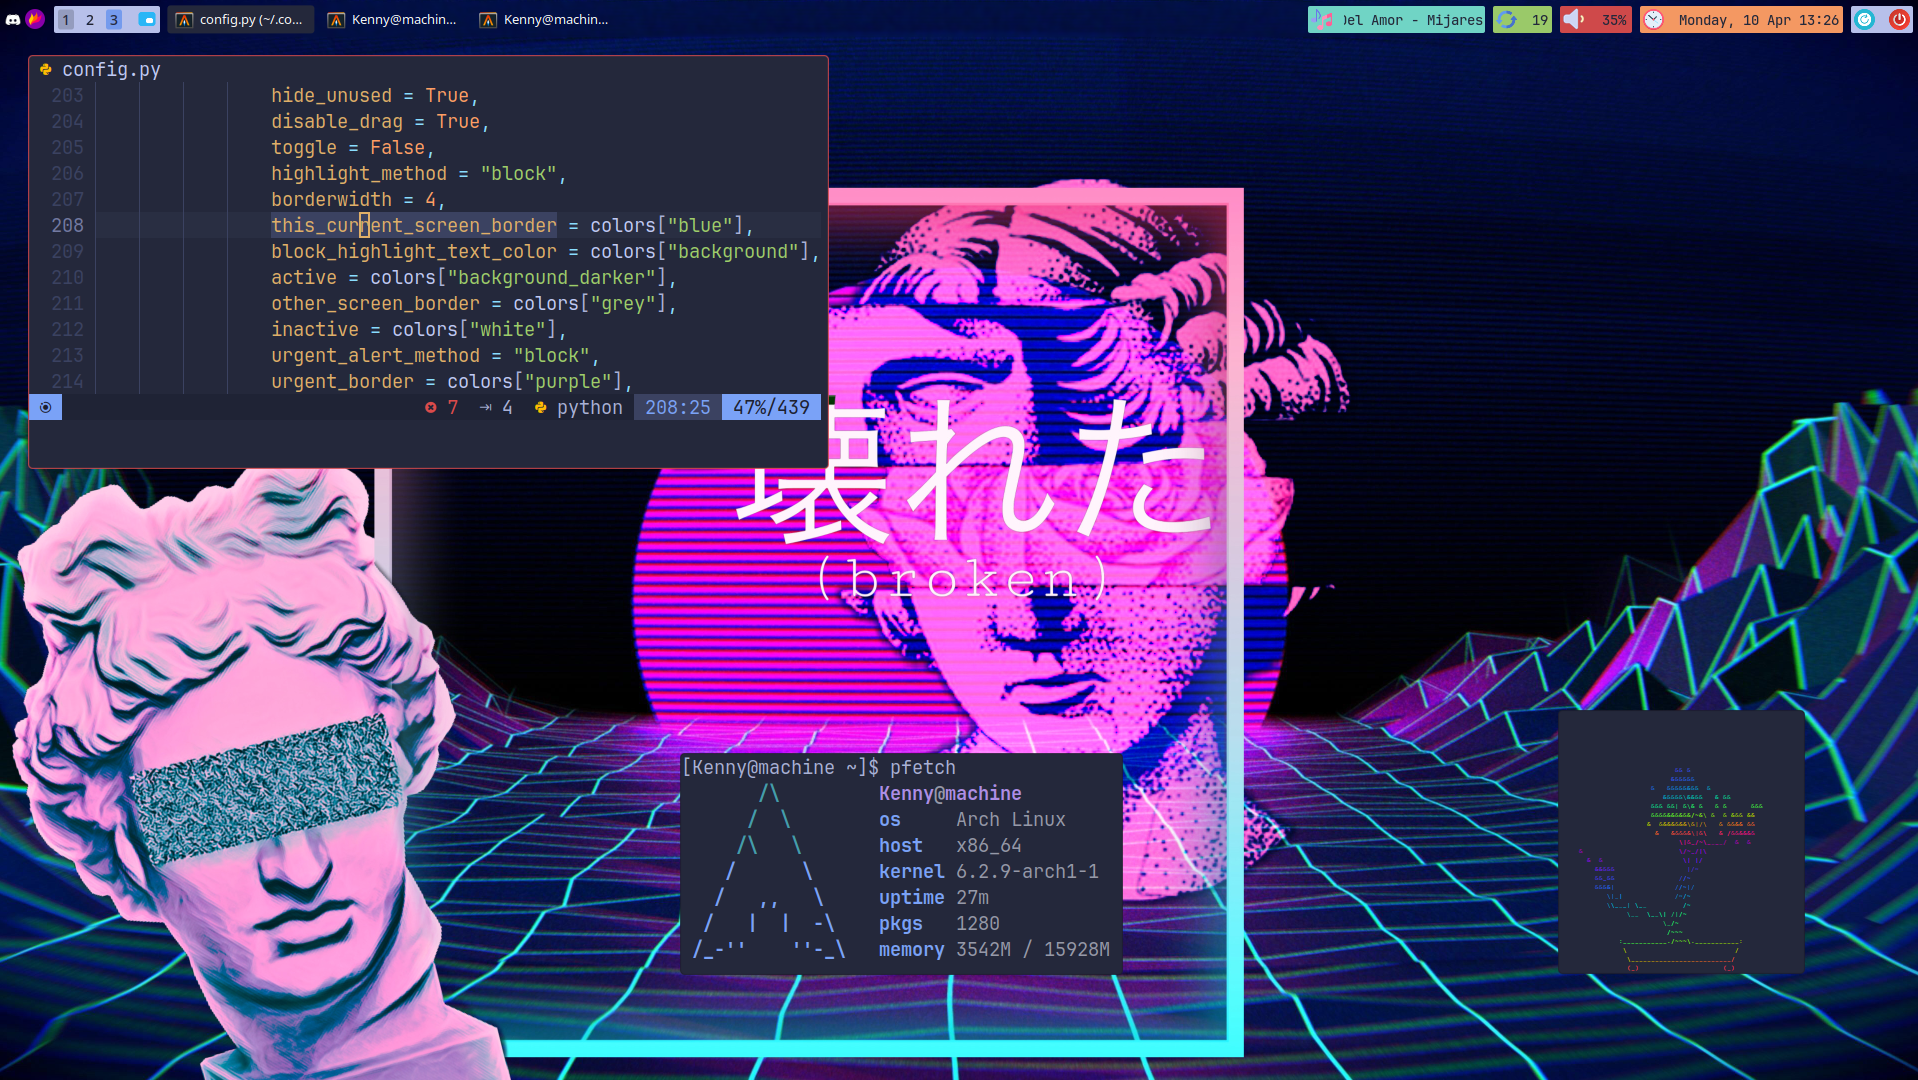 1 2 3
config.py (~/.co...
Kenny@machin...
Kenny@machin...
Del Amor - Mijares
19
35%
Monday, 10 Apr 13:26
config.py
203 hide_unused = True,
204 disable_drag = True,
205 toggle = False,
206 highlight_method = "block",
207 borderwidth = 4,
208 this_current_screen_border = colors["blue"],
209 block_highlight_text_color = colors["background"],
210 active = colors["background_darker"],
211 other_screen_border = colors["grey"],
212 inactive = colors["white"],
213 urgent_alert_method = "block",
214 urgent_border = colors["purple"],
7 4 python 208:25 47%/439
壊れた
(broken)
[Kenny@machine ~]$ pfetch
Kenny@machine
os Arch Linux
host x86_64
kernel 6.2.9-arch1-1
uptime 27m
pkgs 1280
memory 3542M / 15928M